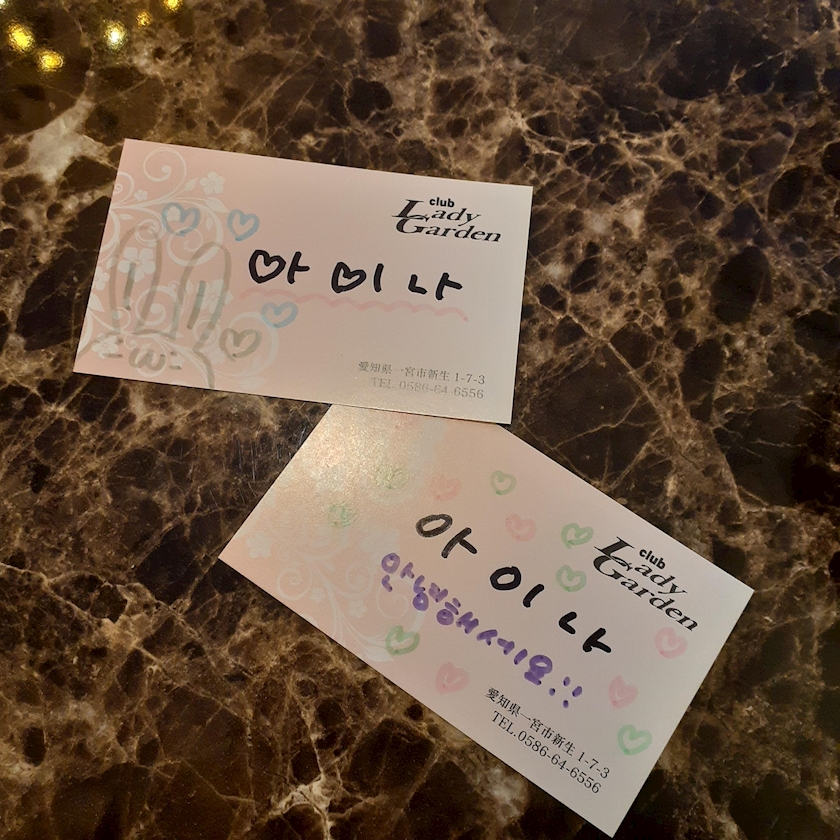 club
Lady
Garden
아 이 나
愛知県一宮市新生 1-7-3
TEL.0586-64-6556
club
Lady
Garden
아 이 나
안녕해세요!!
愛知県一宮市新生 1-7-3
TEL.0586-64-6556